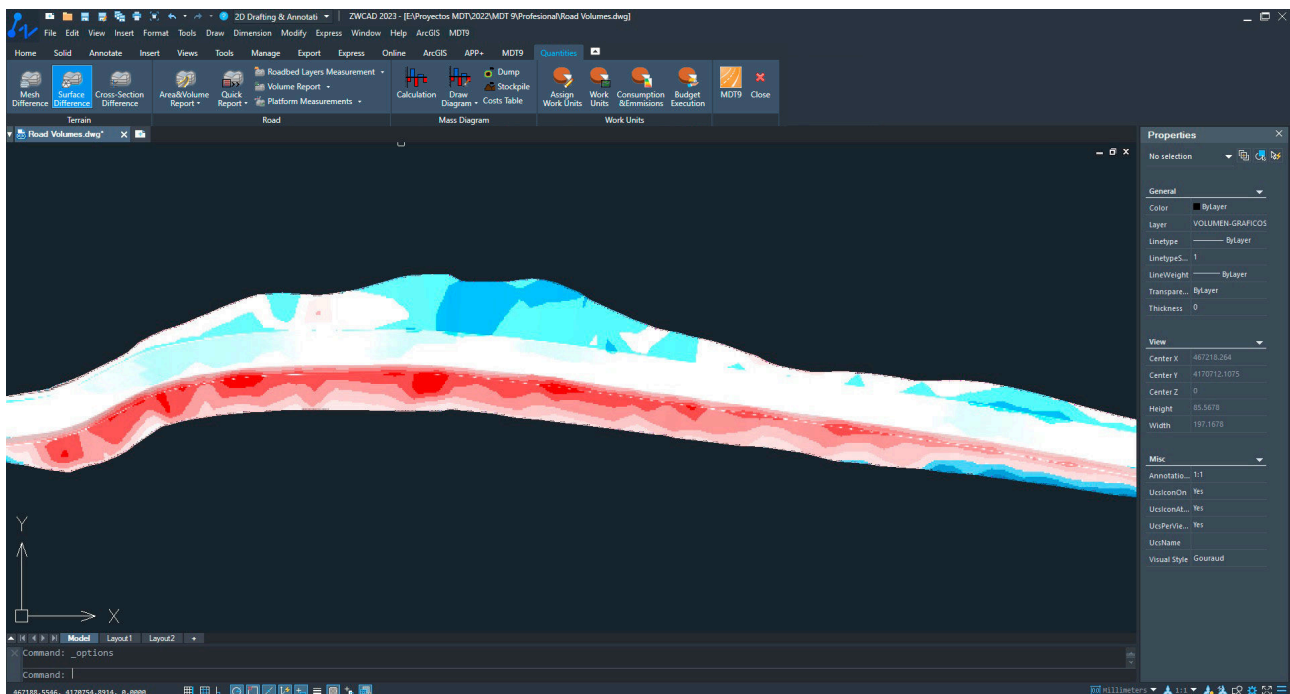 2D Drafting & Annotati
ZWCAD 2023 - [E:\Proyectos MDT\2022\MDT 9\Profesional\Road Volumes.dwg]
File Edit View Insert Format Tools Draw Dimension Modify Express Window Help ArcGIS MDT9
Home Solid Annotate Insert Views Tools Manage Export Express Online ArcGIS APP+ MDT9 Quantities
Mesh Difference
Surface Difference
Cross-Section Difference
Terrain
Area&Volume Report
Quick Report
Roadbed Layers Measurement
Volume Report
Platform Measurements
Road
Calculation
Draw Diagram
Dump
Stockpile
Costs Table
Mass Diagram
Assign Work Units
Work Units
Consumption &Emmisions
Budget Execution
Work Units
MDT9
Close
Road Volumes.dwg*
Properties
No selection
General
Color ByLayer
Layer VOLUMEN-GRAFICOS
Linetype ByLayer
LinetypeS... 1
LineWeight ByLayer
Transpare... ByLayer
Thickness 0
View
Center X 467218.264
Center Y 4170712.1075
Center Z 0
Height 85.5678
Width 197.1678
Misc
Annotatio... 1:1
UcsIconOn Yes
UcsIconAt... Yes
UcsPerVie... Yes
UcsName
Visual Style Gouraud
Y
X
Model Layout1 Layout2 +
Command: _options
Command:
467188.5546, 4170754.8914, 0.0000
Millimeters 1:1